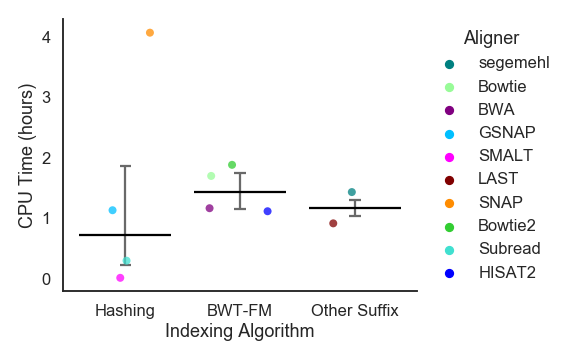 CPU Time (hours)
4
3
2
1
0
Hashing
BWT-FM
Other Suffix
Indexing Algorithm
Aligner
segemehl
Bowtie
BWA
GSNAP
SMALT
LAST
SNAP
Bowtie2
Subread
HISAT2